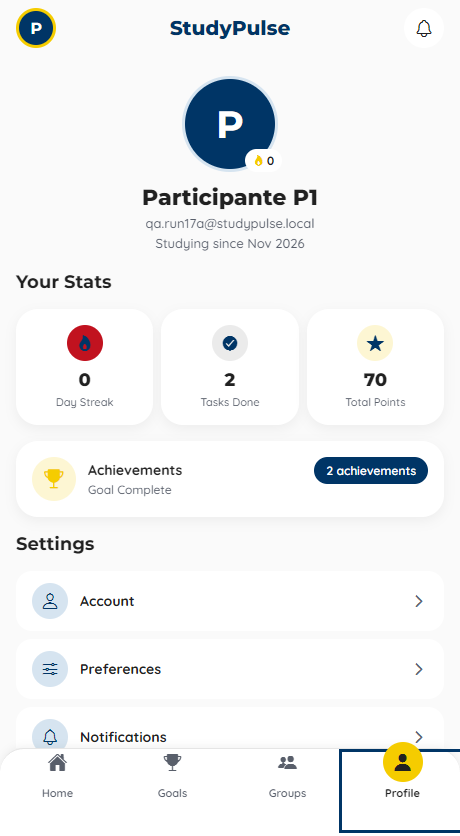 P
StudyPulse
P
0
Participante P1
qa.run17a@studypulse.local
Studying since Nov 2026
Your Stats
0
Day Streak
2
Tasks Done
70
Total Points
Achievements
Goal Complete
2 achievements
Settings
Account
Preferences
Notifications
Home
Goals
Groups
Profile